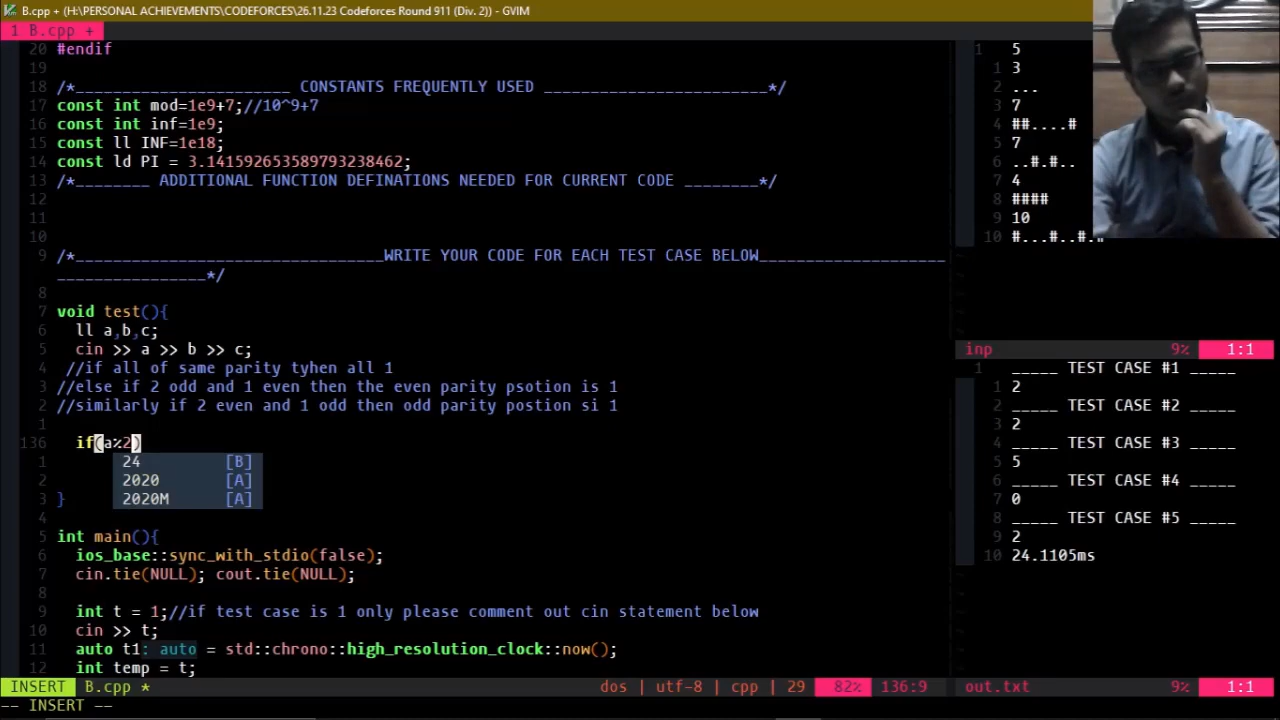 B.cpp + (H:\PERSONAL ACHIEVEMENTS\CODEFORCES\26.11.23 Codeforces Round 911 (Div. 2)) - GVIM
1 B.cpp +
20 #endif
19
18 /*_______________________ CONSTANTS FREQUENTLY USED ________________________*/
17 const int mod=1e9+7;//10^9+7
16 const int inf=1e9;
15 const ll INF=1e18;
14 const ld PI = 3.141592653589793238462;
13 /*________ ADDITIONAL FUNCTION DEFINATIONS NEEDED FOR CURRENT CODE ________*/
12
11
10
9 /*_________________________________WRITE YOUR CODE FOR EACH TEST CASE BELOW____________________
________________*/
8
7 void test(){
6 ll a,b,c;
5 cin >> a >> b >> c;
4 //if all of same parity tyhen all 1
3 //else if 2 odd and 1 even then the even parity psotion is 1
2 //similarly if 2 even and 1 odd then odd parity postion si 1
1
136 if(a%2)
1 24 [B]
2 2020 [A]
3 } 2020M [A]
4
5 int main(){
6 ios_base::sync_with_stdio(false);
7 cin.tie(NULL); cout.tie(NULL);
8
9 int t = 1;//if test case is 1 only please comment out cin statement below
10 cin >> t;
11 auto t1: auto = std::chrono::high_resolution_clock::now();
12 int temp = t;
INSERT B.cpp * dos | utf-8 | cpp | 29 82% 136:9
-- INSERT --
1 5
1 3
2 ...
3 7
4 ##....#
5 7
6 ..#.#..
7 4
8 ####
9 10
10 #...#..#.#
inp 9% 1:1
1 _____ TEST CASE #1 _____
1 2
2 _____ TEST CASE #2 _____
3 2
4 _____ TEST CASE #3 _____
5 5
6 _____ TEST CASE #4 _____
7 0
8 _____ TEST CASE #5 _____
9 2
10 24.1105ms
out.txt 9% 1:1